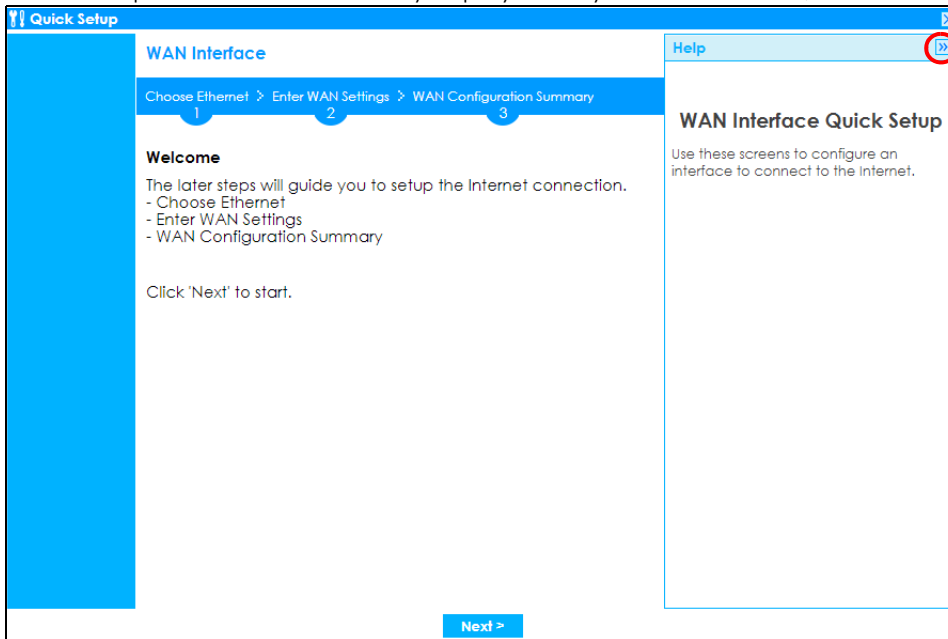 Quick Setup
WAN Interface
Choose Ethernet > Enter WAN Settings > WAN Configuration Summary
1 2 3
Welcome
The later steps will guide you to setup the Internet connection.
- Choose Ethernet
- Enter WAN Settings
- WAN Configuration Summary
Click 'Next' to start.
Help
»
WAN Interface Quick Setup
Use these screens to configure an
interface to connect to the Internet.
Next >